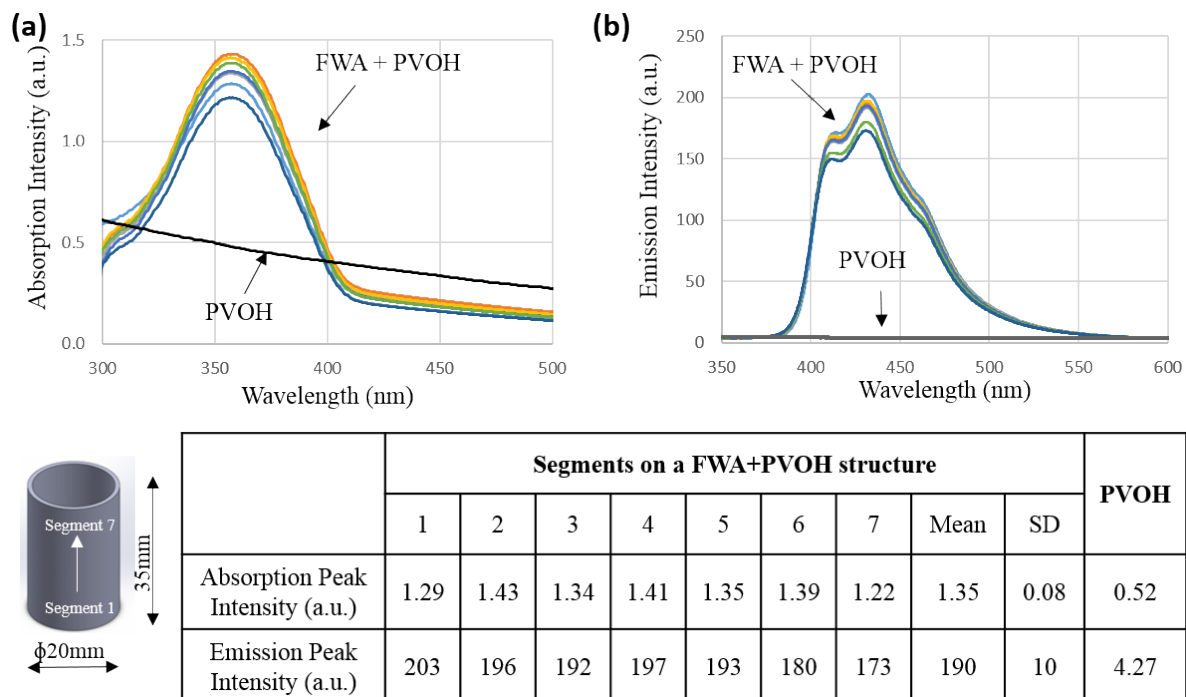 (a)
1.5
1.0
0.5
0.0
Absorption Intensity (a.u.)
FWA + PVOH
PVOH
300
350
400
450
500
Wavelength (nm)
(b)
250
200
150
100
50
0
Emission Intensity (a.u.)
FWA + PVOH
PVOH
350
400
450
500
550
600
Wavelength (nm)
Segment 7
Segment 1
35mm
ϕ20mm
Segments on a FWA+PVOH structure
PVOH
1 2 3 4 5 6 7 Mean SD
Absorption Peak
Intensity (a.u.)
1.29 1.43 1.34 1.41 1.35 1.39 1.22 1.35 0.08 0.52
Emission Peak
Intensity (a.u.)
203 196 192 197 193 180 173 190 10 4.27